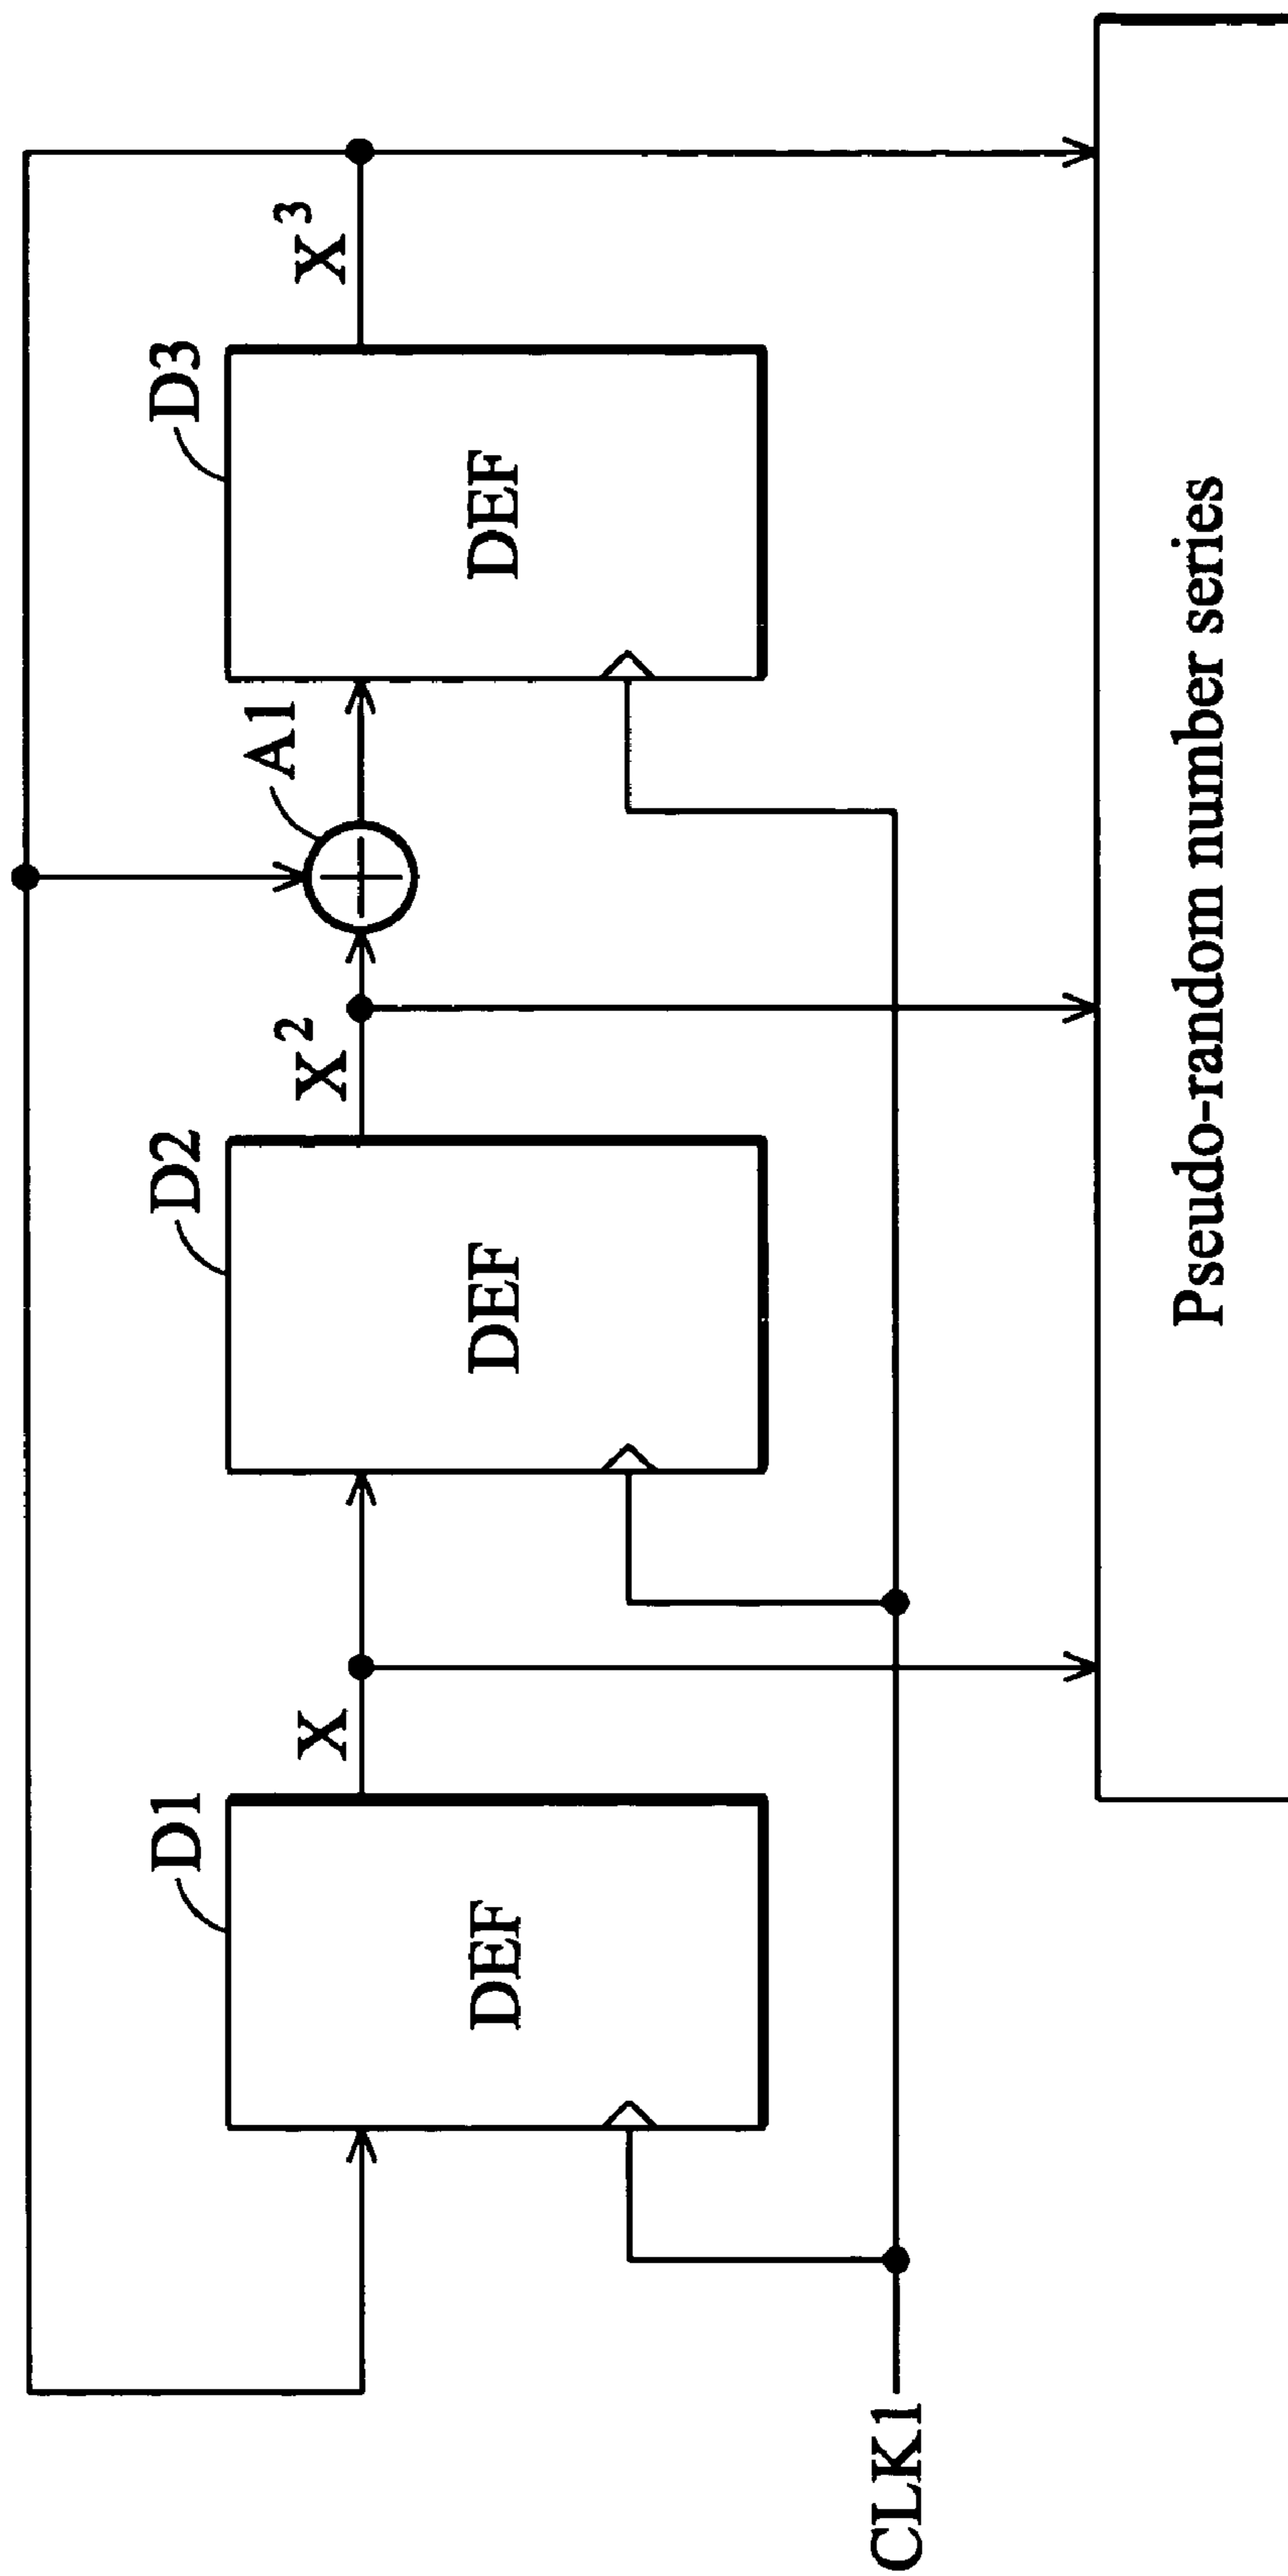 D1
D2
D3
A1
X
X²
X³
DEF
DEF
DEF
CLK1
Pseudo-random number series